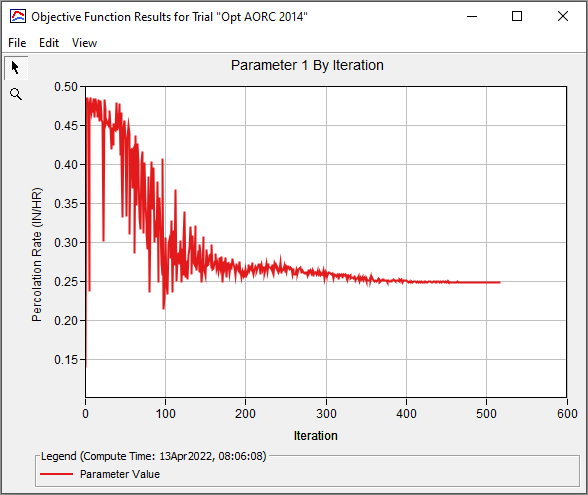 Objective Function Results for Trial "Opt AORC 2014"
File Edit View
Parameter 1 By Iteration
0.50
0.45
0.40
0.35
0.30
0.25
0.20
0.15
Percolation Rate (IN/HR)
0 100 200 300 400 500 600
Iteration
Legend (Compute Time: 13Apr2022, 08:06:08)
Parameter Value